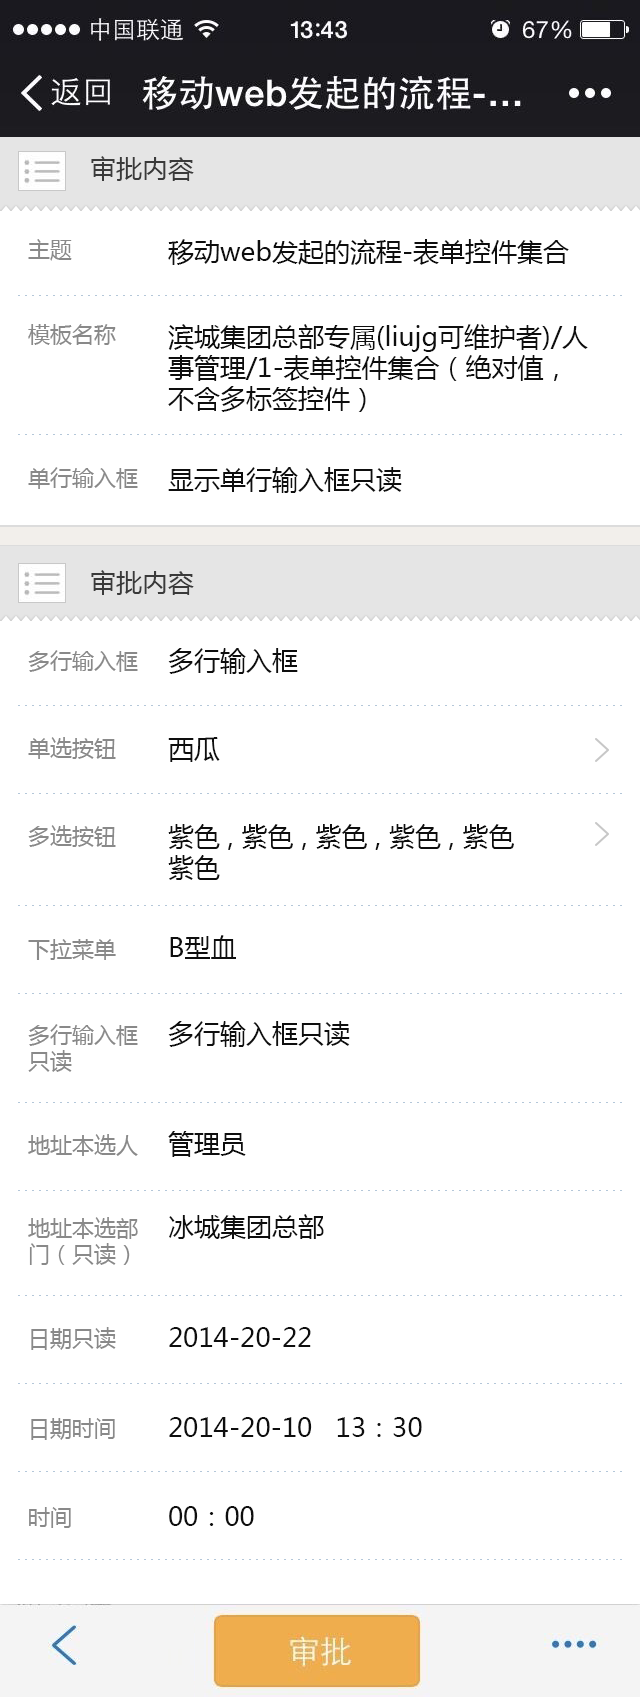 中国联通 13:43 67%
返回 移动web发起的流程-...
审批内容
主题 移动web发起的流程-表单控件集合
模板名称 滨城集团总部专属(liujg可维护者)/人
事管理/1-表单控件集合（绝对值，
不含多标签控件）
单行输入框 显示单行输入框只读
审批内容
多行输入框 多行输入框
单选按钮 西瓜
多选按钮 紫色，紫色，紫色，紫色，紫色
紫色
下拉菜单 B型血
多行输入框 多行输入框只读
只读
地址本选人 管理员
地址本选部 冰城集团总部
门（只读）
日期只读 2014-20-22
日期时间 2014-20-10 13：30
时间 00：00
审批